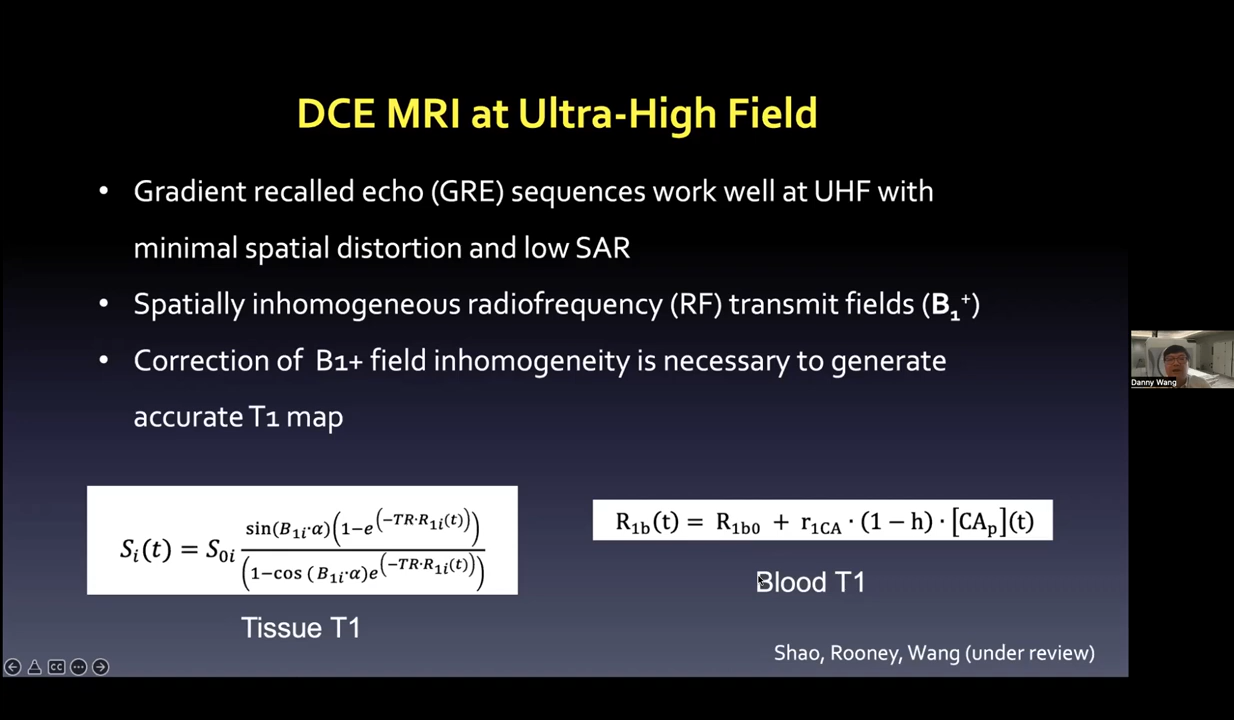 DCE MRI at Ultra-High Field
• Gradient recalled echo (GRE) sequences work well at UHF with
minimal spatial distortion and low SAR
• Spatially inhomogeneous radiofrequency (RF) transmit fields (B₁⁺)
• Correction of B1+ field inhomogeneity is necessary to generate
accurate T1 map
Sᵢ(t) = S₀ᵢ sin(B₁ᵢ·α)(1−e^(−TR·R₁ᵢ(t))) / (1−cos (B₁ᵢ·α)e^(−TR·R₁ᵢ(t)))
Tissue T1
R₁b(t) = R₁b0 + r₁CA · (1 − h) · [CAp](t)
Blood T1
Shao, Rooney, Wang (under review)
CC
Danny Wang